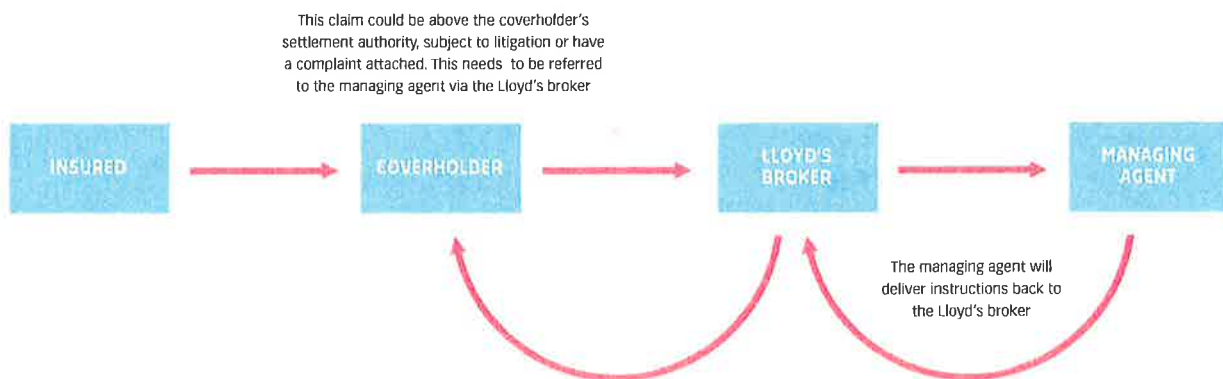 This claim could be above the coverholder's
settlement authority, subject to litigation or have
a complaint attached. This needs to be referred
to the managing agent via the Lloyd's broker
INSURED
COVERHOLDER
LLOYD'S
BROKER
MANAGING
AGENT
The managing agent will
deliver instructions back to
the Lloyd's broker